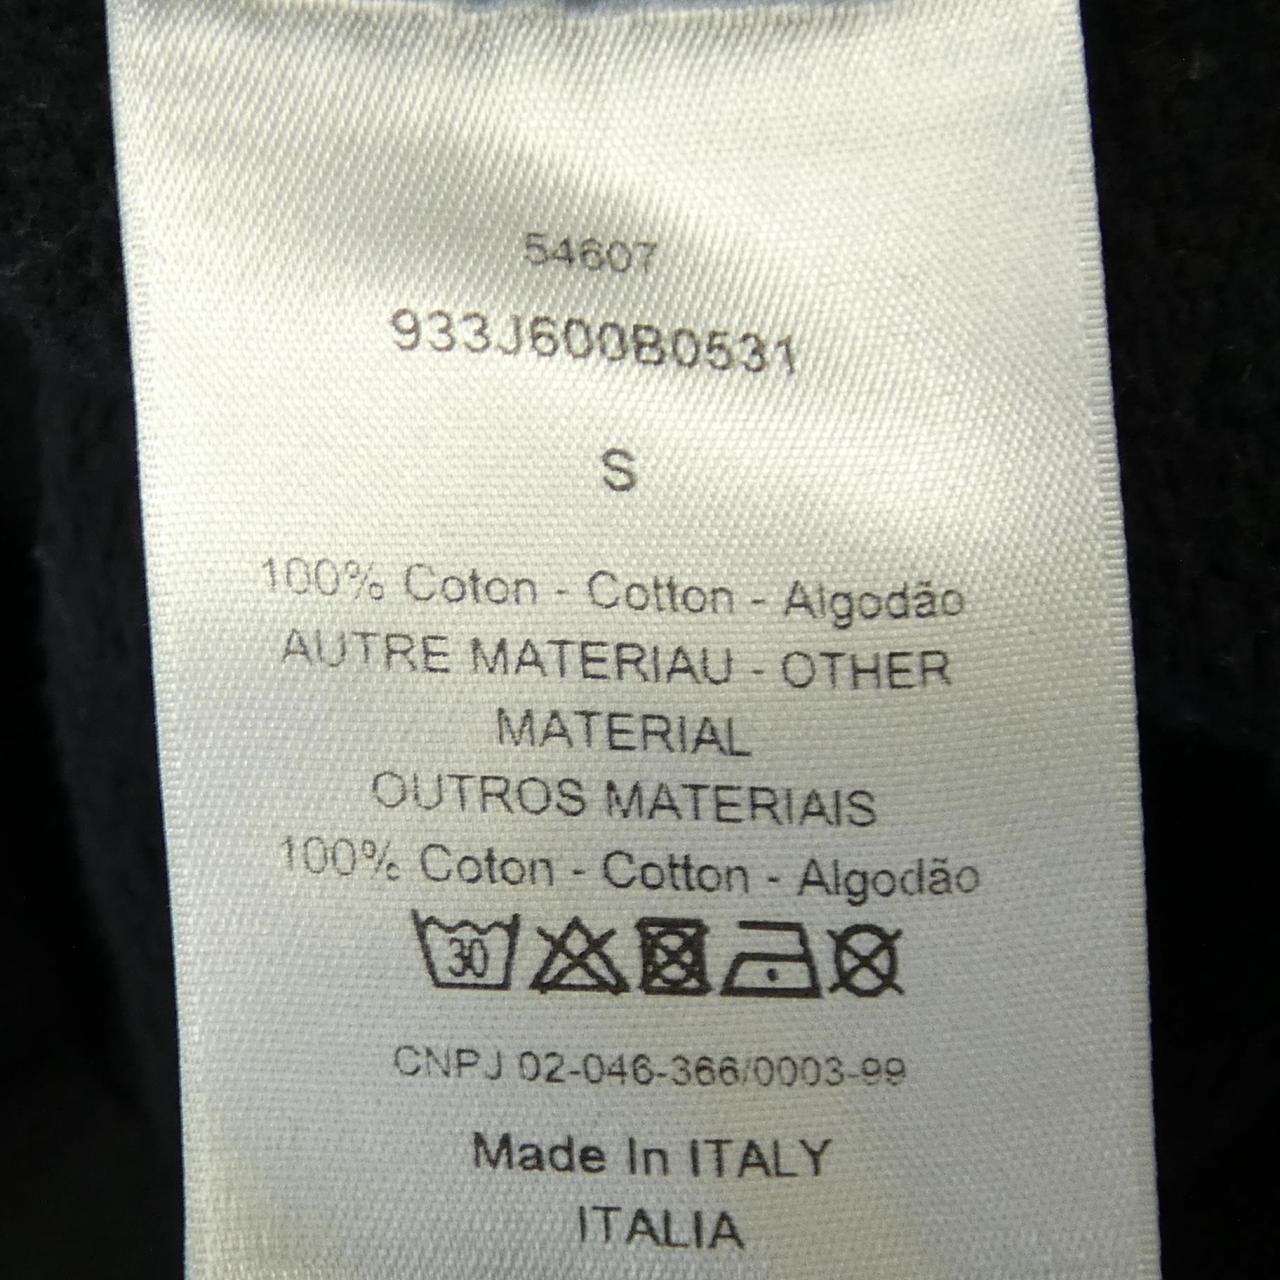 54607
933J600B0531
S
100% Coton - Cotton - Algodão
AUTRE MATERIAU - OTHER
MATERIAL
OUTROS MATERIAIS
100% Coton - Cotton - Algodão
30
CNPJ 02-046-366/0003-99
Made In ITALY
ITALIA